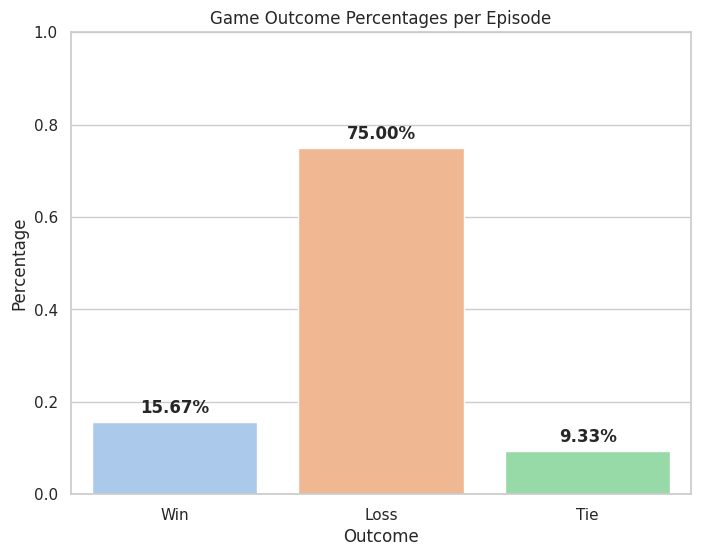 Game Outcome Percentages per Episode
1.0
0.8
0.6
0.4
0.2
0.0
Percentage
75.00%
15.67%
9.33%
Win Loss Tie
Outcome